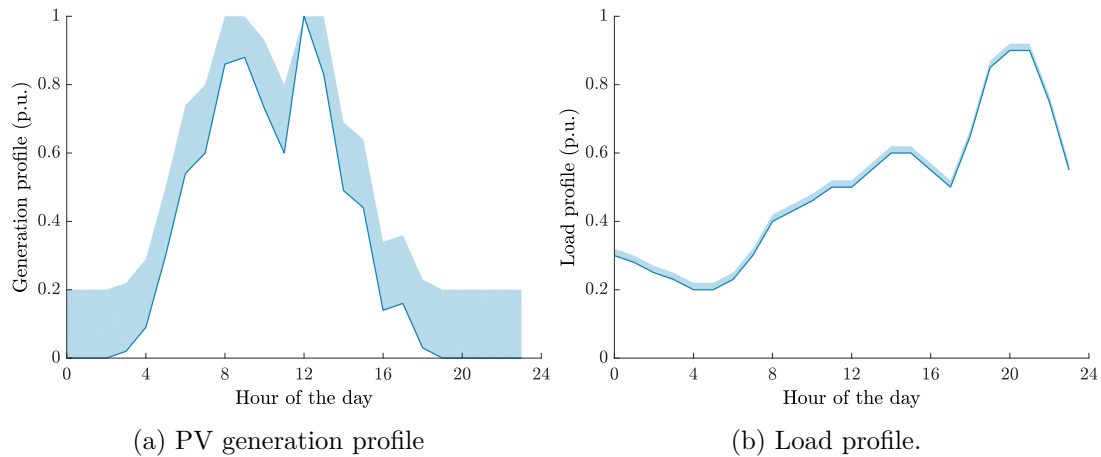 1
0.8
0.6
0.4
0.2
0
Generation profile (p.u.)
0 4 8 12 16 20 24
Hour of the day
(a) PV generation profile
1
0.8
0.6
0.4
0.2
0
Load profile (p.u.)
0 4 8 12 16 20 24
Hour of the day
(b) Load profile.